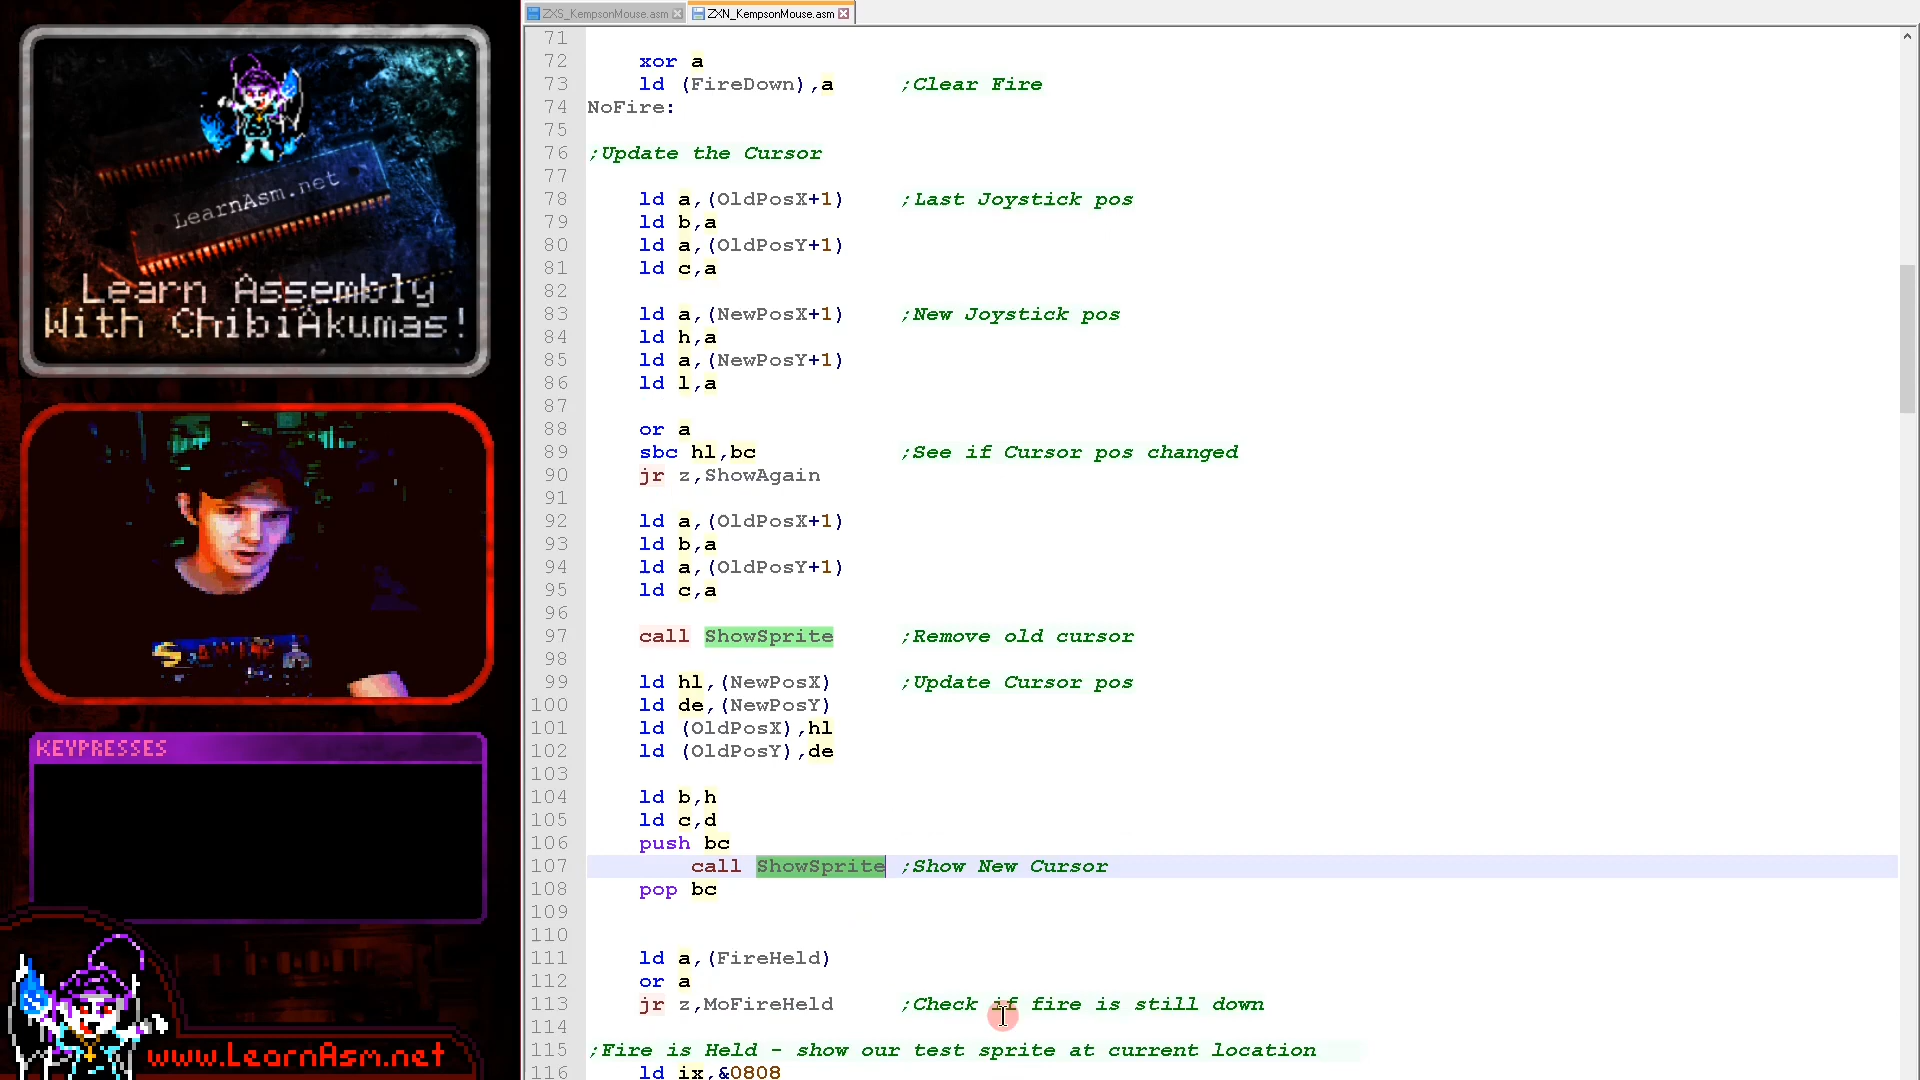 ZXS_KempsonMouse.asm
ZXN_KempsonMouse.asm
LearnAsm.net
Learn Assembly
With ChibiAkumas!
KEYPRESSES
www.LearnAsm.net
71
72 xor a
73 ld (FireDown),a ;Clear Fire
74 NoFire:
75
76 ;Update the Cursor
77
78 ld a,(OldPosX+1) ;Last Joystick pos
79 ld b,a
80 ld a,(OldPosY+1)
81 ld c,a
82
83 ld a,(NewPosX+1) ;New Joystick pos
84 ld h,a
85 ld a,(NewPosY+1)
86 ld l,a
87
88 or a
89 sbc hl,bc ;See if Cursor pos changed
90 jr z,ShowAgain
91
92 ld a,(OldPosX+1)
93 ld b,a
94 ld a,(OldPosY+1)
95 ld c,a
96
97 call ShowSprite ;Remove old cursor
98
99 ld hl,(NewPosX) ;Update Cursor pos
100 ld de,(NewPosY)
101 ld (OldPosX),hl
102 ld (OldPosY),de
103
104 ld b,h
105 ld c,d
106 push bc
107 call ShowSprite ;Show New Cursor
108 pop bc
109
110
111 ld a,(FireHeld)
112 or a
113 jr z,MoFireHeld ;Check if fire is still down
114
115 ;Fire is Held - show our test sprite at current location
116 ld ix,&0808